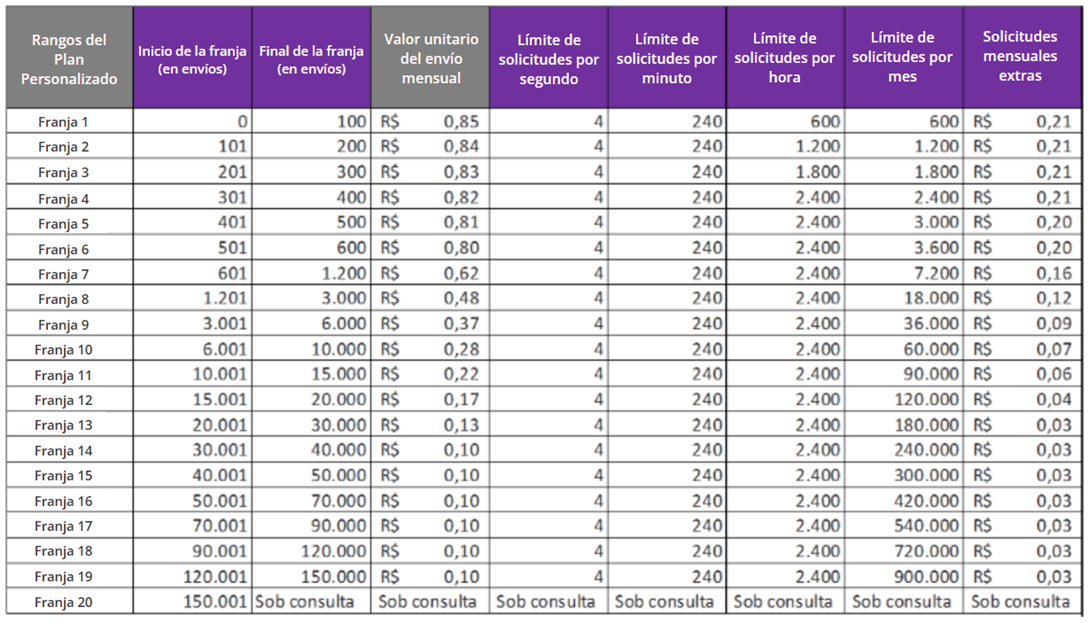 Rangos del Plan Personalizado | Inicio de la franja (en envíos) | Final de la franja (en envíos) | Valor unitario del envío mensual | Límite de solicitudes por segundo | Límite de solicitudes por minuto | Límite de solicitudes por hora | Límite de solicitudes por mes | Solicitudes mensuales extras
Franja 1 | 0 | 100 | R$ 0,85 | 4 | 240 | 600 | 600 | R$ 0,21
Franja 2 | 101 | 200 | R$ 0,84 | 4 | 240 | 1.200 | 1.200 | R$ 0,21
Franja 3 | 201 | 300 | R$ 0,83 | 4 | 240 | 1.800 | 1.800 | R$ 0,21
Franja 4 | 301 | 400 | R$ 0,82 | 4 | 240 | 2.400 | 2.400 | R$ 0,21
Franja 5 | 401 | 500 | R$ 0,81 | 4 | 240 | 2.400 | 3.000 | R$ 0,20
Franja 6 | 501 | 600 | R$ 0,80 | 4 | 240 | 2.400 | 3.600 | R$ 0,20
Franja 7 | 601 | 1.200 | R$ 0,62 | 4 | 240 | 2.400 | 7.200 | R$ 0,16
Franja 8 | 1.201 | 3.000 | R$ 0,48 | 4 | 240 | 2.400 | 18.000 | R$ 0,12
Franja 9 | 3.001 | 6.000 | R$ 0,37 | 4 | 240 | 2.400 | 36.000 | R$ 0,09
Franja 10 | 6.001 | 10.000 | R$ 0,28 | 4 | 240 | 2.400 | 60.000 | R$ 0,07
Franja 11 | 10.001 | 15.000 | R$ 0,22 | 4 | 240 | 2.400 | 90.000 | R$ 0,06
Franja 12 | 15.001 | 20.000 | R$ 0,17 | 4 | 240 | 2.400 | 120.000 | R$ 0,04
Franja 13 | 20.001 | 30.000 | R$ 0,13 | 4 | 240 | 2.400 | 180.000 | R$ 0,03
Franja 14 | 30.001 | 40.000 | R$ 0,10 | 4 | 240 | 2.400 | 240.000 | R$ 0,03
Franja 15 | 40.001 | 50.000 | R$ 0,10 | 4 | 240 | 2.400 | 300.000 | R$ 0,03
Franja 16 | 50.001 | 70.000 | R$ 0,10 | 4 | 240 | 2.400 | 420.000 | R$ 0,03
Franja 17 | 70.001 | 90.000 | R$ 0,10 | 4 | 240 | 2.400 | 540.000 | R$ 0,03
Franja 18 | 90.001 | 120.000 | R$ 0,10 | 4 | 240 | 2.400 | 720.000 | R$ 0,03
Franja 19 | 120.001 | 150.000 | R$ 0,10 | 4 | 240 | 2.400 | 900.000 | R$ 0,03
Franja 20 | 150.001 | Sob consulta | Sob consulta | Sob consulta | Sob consulta | Sob consulta | Sob consulta | Sob consulta